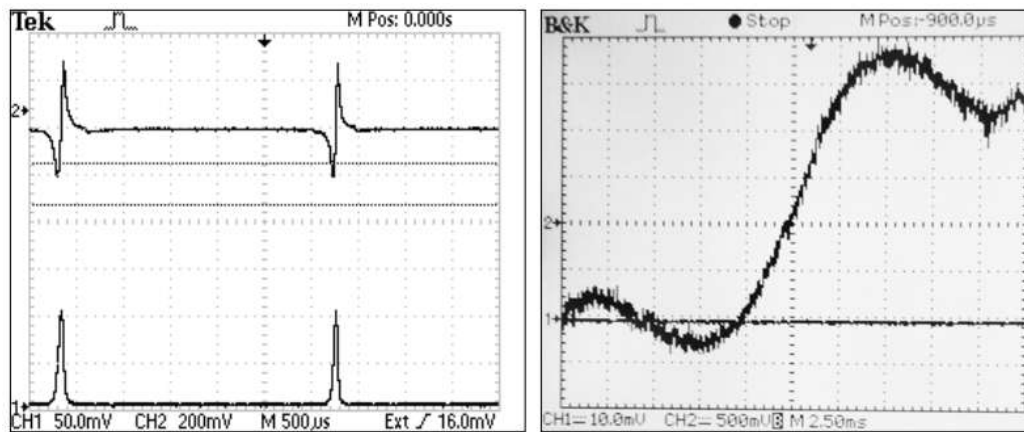 Tek M Pos: 0.000s
2
1
CH1 50.0mV CH2 200mV M 500µs Ext 16.0mV
B&K Stop M Pos:-900.0µs
2
1
CH1= 10.0mV CH2= 500mV B M 2.50ms